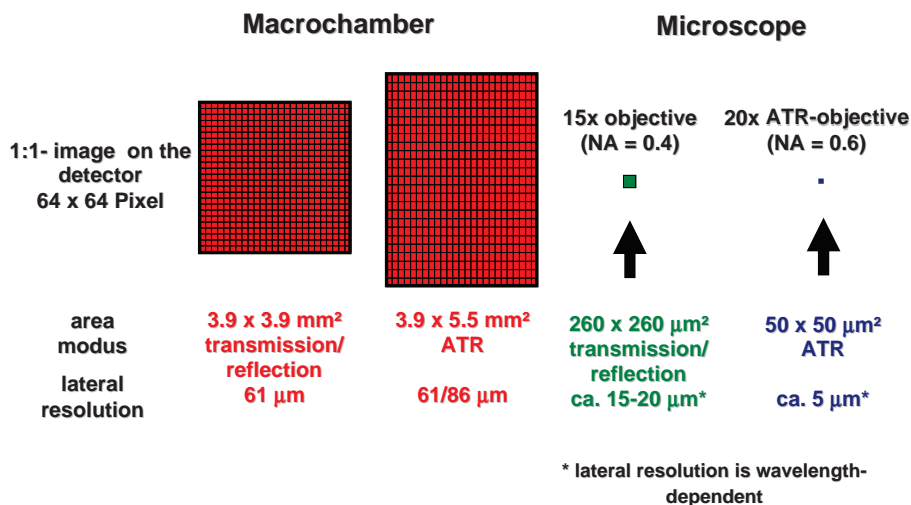 Macrochamber
Microscope
1:1- image on the
detector
64 x 64 Pixel
15x objective
(NA = 0.4)
20x ATR-objective
(NA = 0.6)
area
modus
lateral
resolution
3.9 x 3.9 mm²
transmission/
reflection
61 μm
3.9 x 5.5 mm²
ATR
61/86 μm
260 x 260 μm²
transmission/
reflection
ca. 15-20 μm*
50 x 50 μm²
ATR
ca. 5 μm*
* lateral resolution is wavelength-
dependent